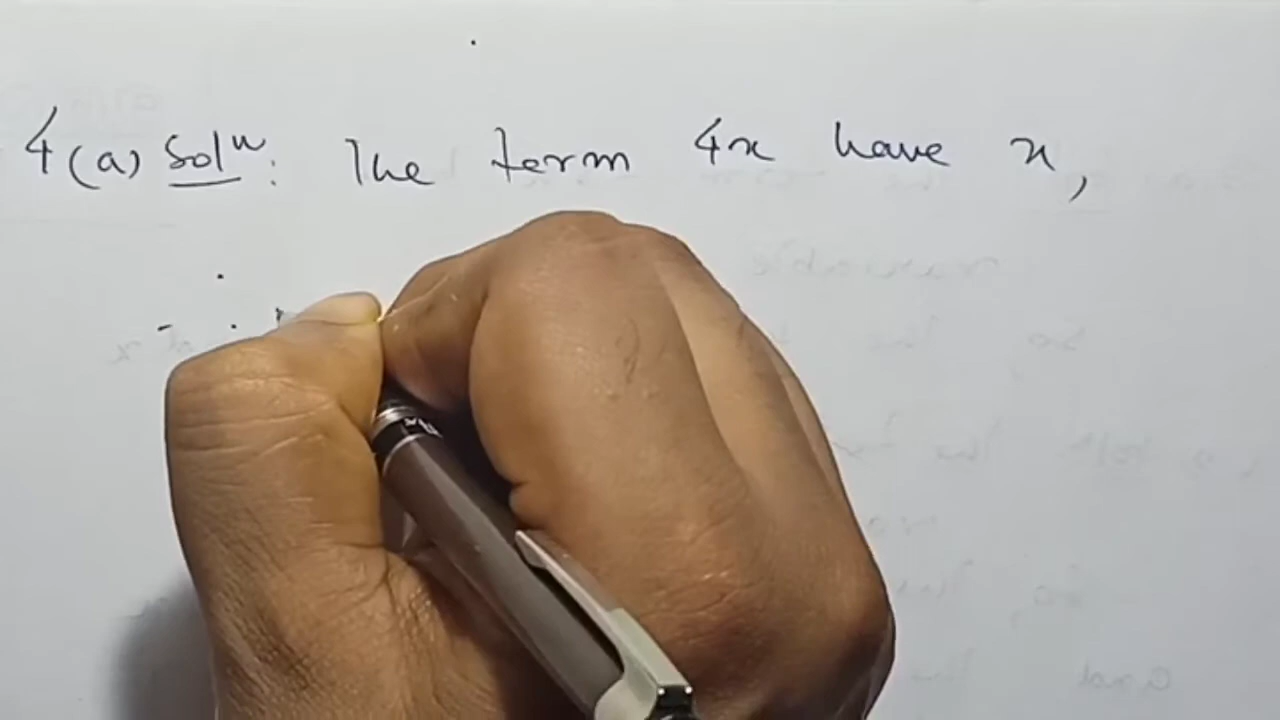 4(a) Solⁿ: The term 4x have x,